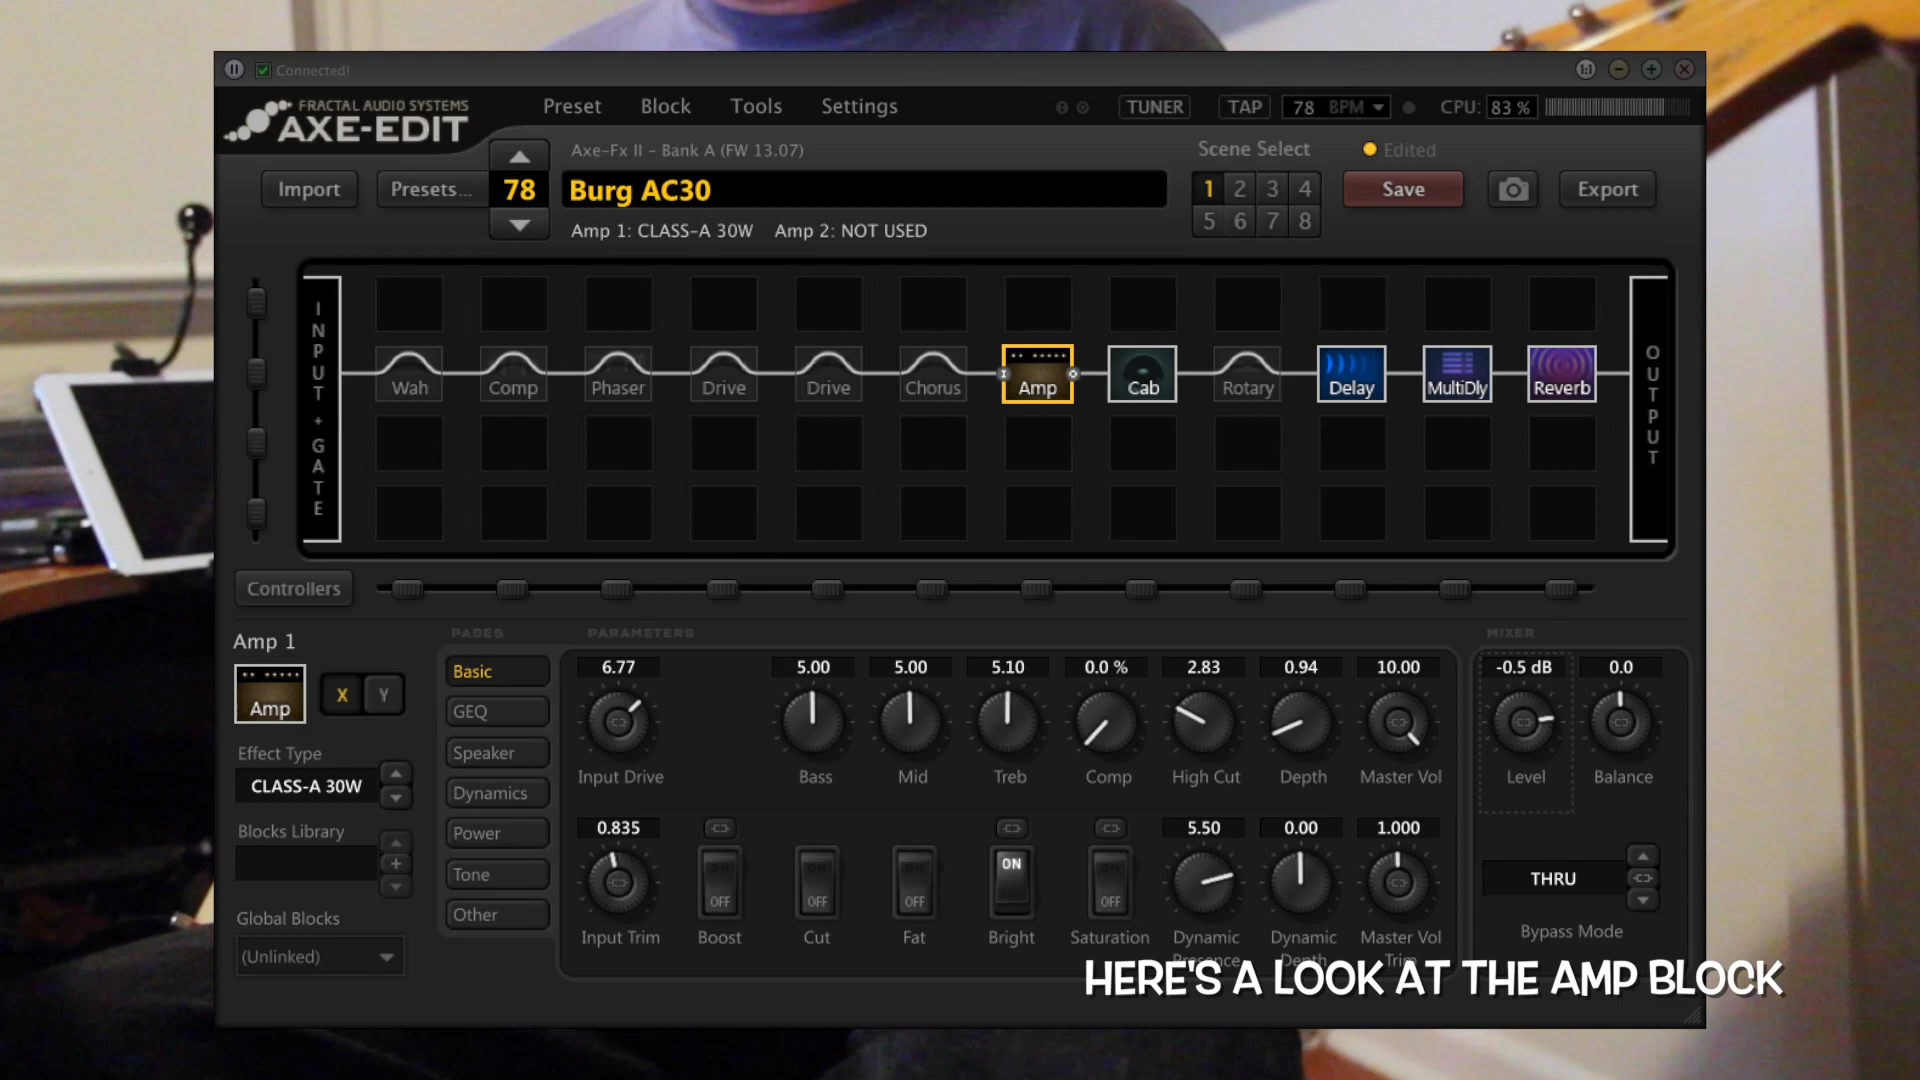 Connected!
FRACTAL AUDIO SYSTEMS
AXE-EDIT
Preset Block Tools Settings
TUNER TAP 78 BPM CPU: 83 %
Axe-Fx II - Bank A (FW 13.07)
Scene Select Edited
Import Presets... 78 Burg AC30
1 2 3 4
5 6 7 8
Save Export
Amp 1: CLASS-A 30W Amp 2: NOT USED
INPUT + GATE
Wah Comp Phaser Drive Drive Chorus Amp Cab Rotary Delay MultiDly Reverb
OUTPUT
Controllers
Amp 1
Amp
X Y
Effect Type
CLASS-A 30W
Blocks Library
Global Blocks
(Unlinked)
PAGES
Basic
GEQ
Speaker
Dynamics
Power
Tone
Other
PARAMETERS
6.77 5.00 5.00 5.10 0.0 % 2.83 0.94 10.00
Input Drive Bass Mid Treb Comp High Cut Depth Master Vol
0.835 5.50 0.00 1.000
ON
OFF OFF OFF OFF
Input Trim Boost Cut Fat Bright Saturation Dynamic Presence Dynamic Depth Master Vol Trim
MIXER
-0.5 dB 0.0
Level Balance
THRU
Bypass Mode
HERE'S A LOOK AT THE AMP BLOCK